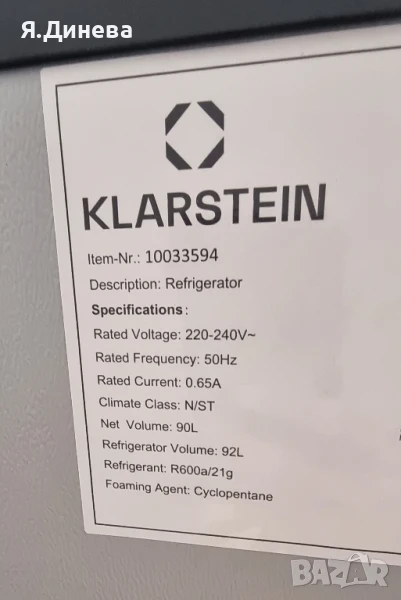 Я.Динева
KLARSTEIN
Item-Nr.: 10033594
Description: Refrigerator
Specifications:
Rated Voltage: 220-240V~
Rated Frequency: 50Hz
Rated Current: 0.65A
Climate Class: N/ST
Net Volume: 90L
Refrigerator Volume: 92L
Refrigerant: R600a/21g
Foaming Agent: Cyclopentane
BAZAR